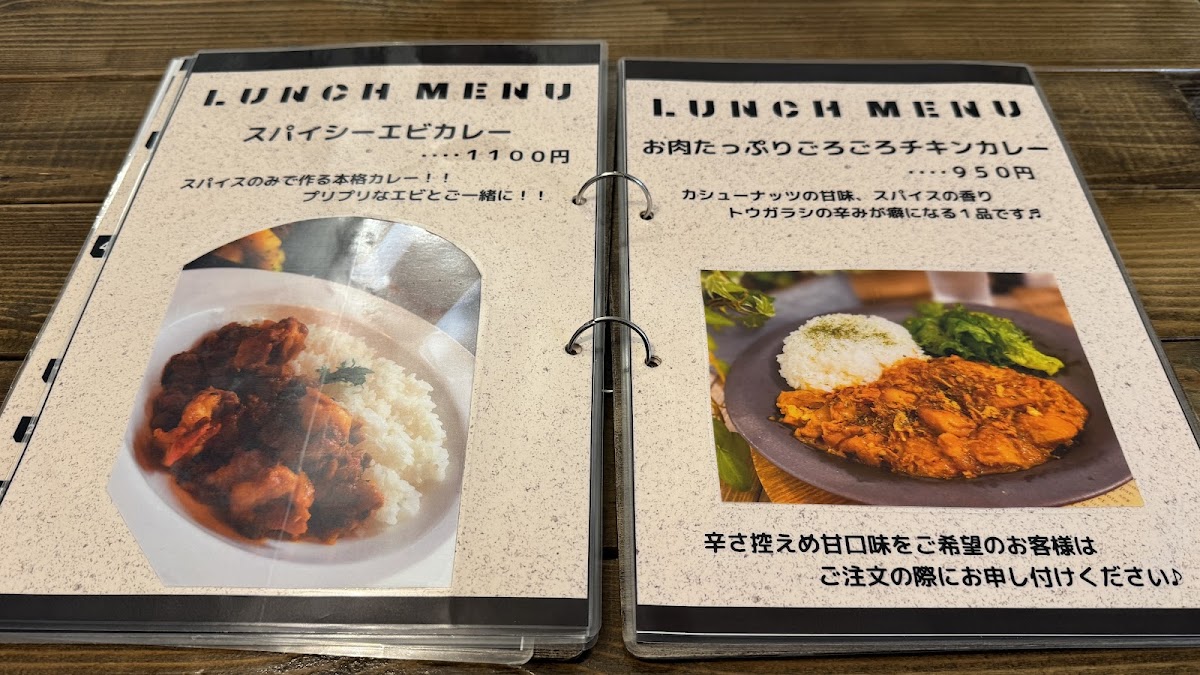 LUNCH MENU
スパイシーエビカレー
‥‥1100円
スパイスのみで作る本格カレー!!
プリプリなエビとご一緒に!!
LUNCH MENU
お肉たっぷりごろごろチキンカレー
‥‥950円
カシューナッツの甘味、スパイスの香り
トウガラシの辛みが癖になる1品です♬
辛さ控えめ甘口味をご希望のお客様は
ご注文の際にお申し付けください♪